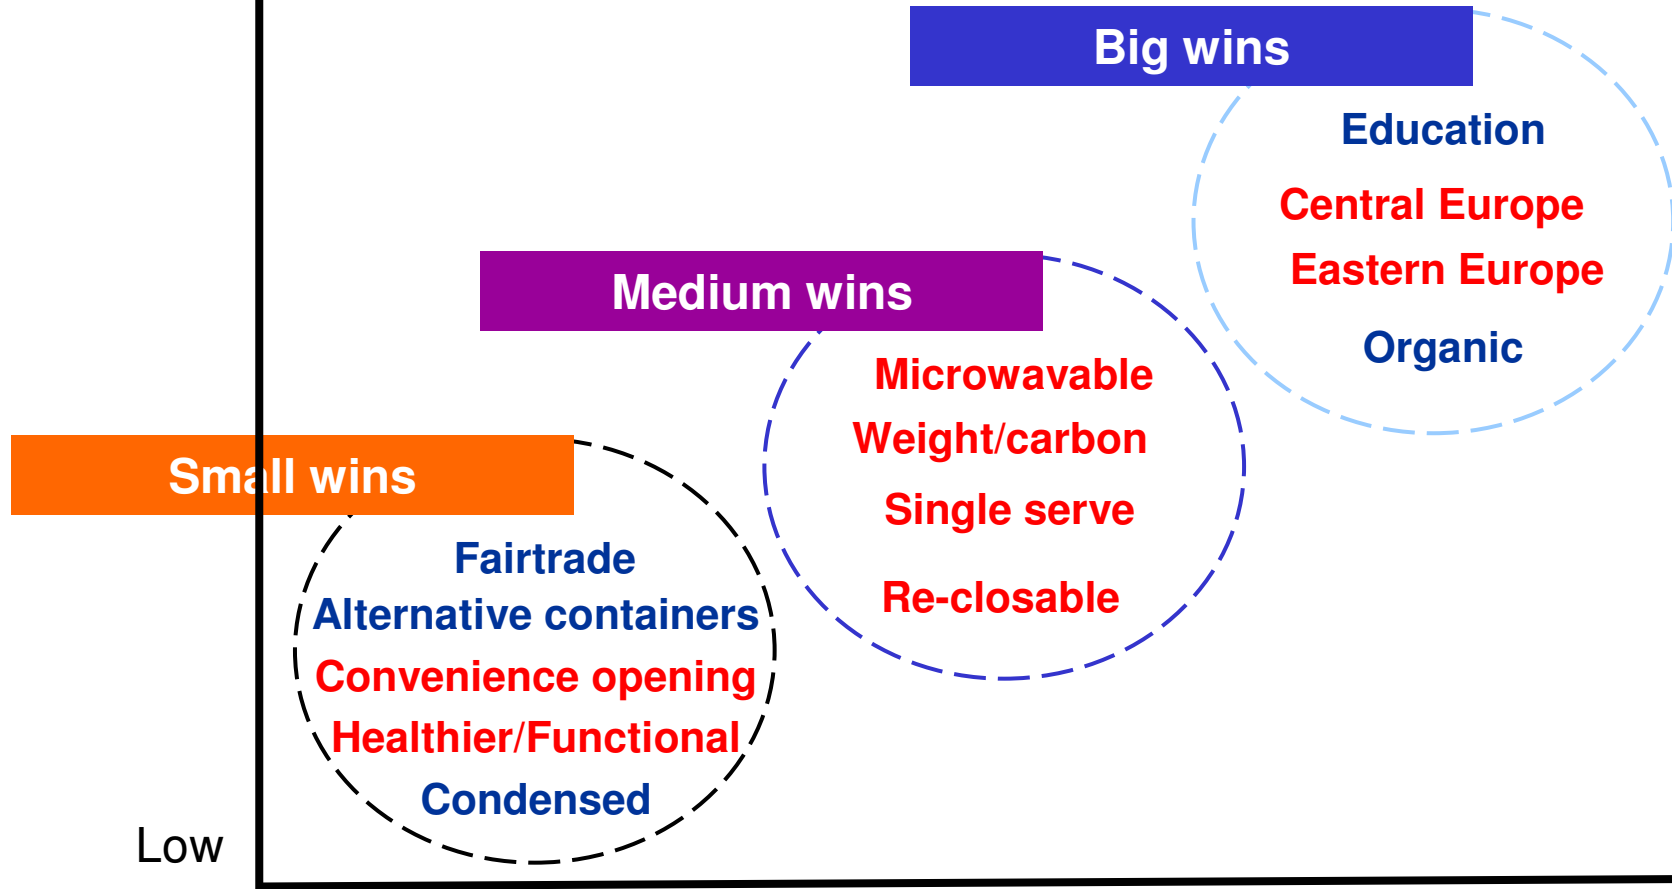 Big wins
Education
Central Europe
Eastern Europe
Organic
Medium wins
Microwavable
Weight/carbon
Single serve
Re-closable
Small wins
Fairtrade
Alternative containers
Convenience opening
Healthier/Functional
Condensed
Low